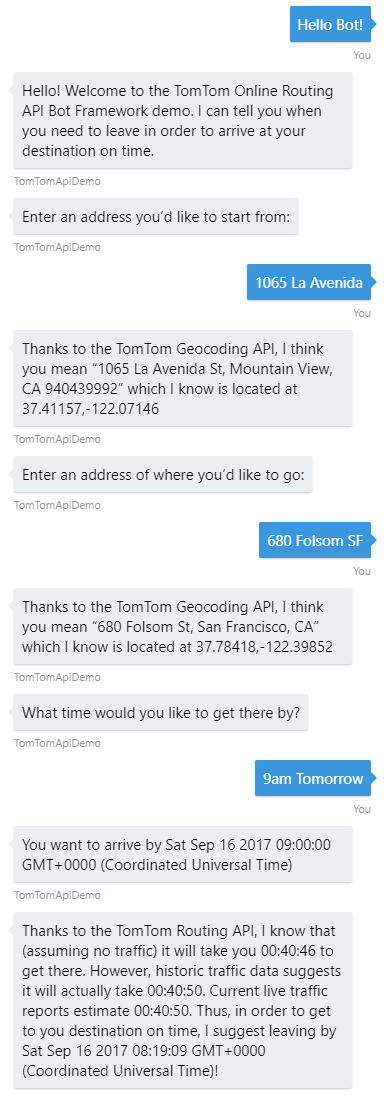 Hello Bot!
You
Hello! Welcome to the TomTom Online Routing
API Bot Framework demo. I can tell you when
you need to leave in order to arrive at your
destination on time.
TomTomApiDemo
Enter an address you'd like to start from:
TomTomApiDemo
1065 La Avenida
You
Thanks to the TomTom Geocoding API, I think
you mean “1065 La Avenida St, Mountain View,
CA 940439992” which I know is located at
37.41157,-122.07146
TomTomApiDemo
Enter an address of where you'd like to go:
TomTomApiDemo
680 Folsom SF
You
Thanks to the TomTom Geocoding API, I think
you mean “680 Folsom St, San Francisco, CA”
which I know is located at 37.78418,-122.39852
TomTomApiDemo
What time would you like to get there by?
TomTomApiDemo
9am Tomorrow
You
You want to arrive by Sat Sep 16 2017 09:00:00
GMT+0000 (Coordinated Universal Time)
TomTomApiDemo
Thanks to the TomTom Routing API, I know that
(assuming no traffic) it will take you 00:40:46 to
get there. However, historic traffic data suggests
it will actually take 00:40:50. Current live traffic
reports estimate 00:40:50. Thus, in order to get
to you destination on time, I suggest leaving by
Sat Sep 16 2017 08:19:09 GMT+0000
(Coordinated Universal Time)!